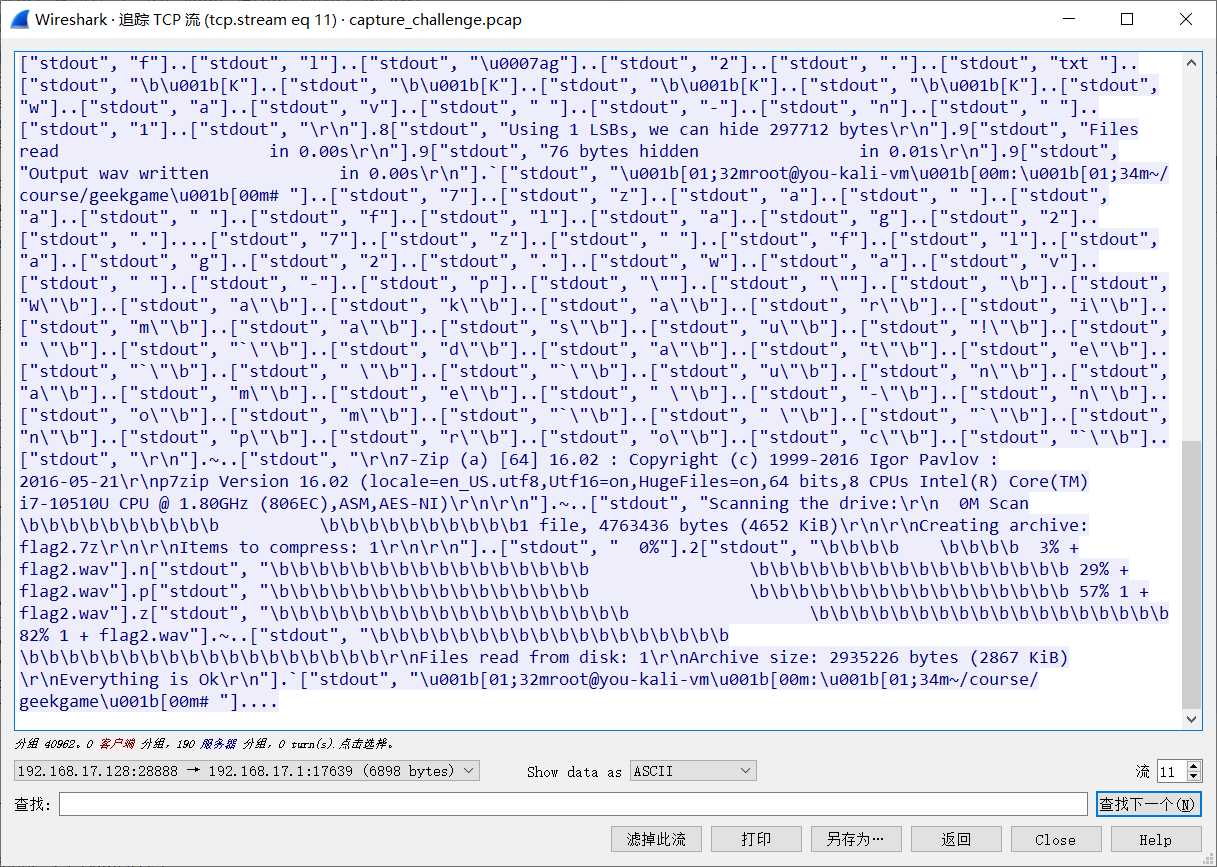 Wireshark · 追踪 TCP 流 (tcp.stream eq 11) · capture_challenge.pcap
["stdout", "f"]..["stdout", "l"]..["stdout", "\u0007ag"]..["stdout", "2"]..["stdout", "."]..["stdout", "txt "]..
["stdout", "\b\u001b[K"]..["stdout", "\b\u001b[K"]..["stdout", "\b\u001b[K"]..["stdout", "\b\u001b[K"]..["stdout",
"w"]..["stdout", "a"]..["stdout", "v"]..["stdout", " "]..["stdout", "-"]..["stdout", "n"]..["stdout", " "]..
["stdout", "1"]..["stdout", "\r\n"].8["stdout", "Using 1 LSBs, we can hide 297712 bytes\r\n"].9["stdout", "Files
read                     in 0.00s\r\n"].9["stdout", "76 bytes hidden                in 0.01s\r\n"].9["stdout",
"Output wav written             in 0.00s\r\n"].`["stdout", "\u001b[01;32mroot@you-kali-vm\u001b[00m:\u001b[01;34m~/
course/geekgame\u001b[00m# "]..["stdout", "7"]..["stdout", "z"]..["stdout", "a"]..["stdout", " "]..["stdout",
"a"]..["stdout", " "]..["stdout", "f"]..["stdout", "l"]..["stdout", "a"]..["stdout", "g"]..["stdout", "2"]..
["stdout", "."]....["stdout", "7"]..["stdout", "z"]..["stdout", " "]..["stdout", "f"]..["stdout", "l"]..["stdout",
"a"]..["stdout", "g"]..["stdout", "2"]..["stdout", "."]..["stdout", "w"]..["stdout", "a"]..["stdout", "v"]..
["stdout", " "]..["stdout", "-"]..["stdout", "p"]..["stdout", "\""]..["stdout", "\""]..["stdout", "\b"]..["stdout",
"W\"\b"]..["stdout", "a\"\b"]..["stdout", "k\"\b"]..["stdout", "a\"\b"]..["stdout", "r\"\b"]..["stdout", "i\"\b"]..
["stdout", "m\"\b"]..["stdout", "a\"\b"]..["stdout", "s\"\b"]..["stdout", "u\"\b"]..["stdout", "!\"\b"]..["stdout",
" \"\b"]..["stdout", "`\"\b"]..["stdout", "d\"\b"]..["stdout", "a\"\b"]..["stdout", "t\"\b"]..["stdout", "e\"\b"]..
["stdout", "`\"\b"]..["stdout", " \"\b"]..["stdout", "`\"\b"]..["stdout", "u\"\b"]..["stdout", "n\"\b"]..["stdout",
"a\"\b"]..["stdout", "m\"\b"]..["stdout", "e\"\b"]..["stdout", " \"\b"]..["stdout", "-\"\b"]..["stdout", "n\"\b"]..
["stdout", "o\"\b"]..["stdout", "m\"\b"]..["stdout", "`\"\b"]..["stdout", " \"\b"]..["stdout", "`\"\b"]..["stdout",
"n\"\b"]..["stdout", "p\"\b"]..["stdout", "r\"\b"]..["stdout", "o\"\b"]..["stdout", "c\"\b"]..["stdout", "`\"\b"]..
["stdout", "\r\n"].~..["stdout", "\r\n7-Zip (a) [64] 16.02 : Copyright (c) 1999-2016 Igor Pavlov :
2016-05-21\r\np7zip Version 16.02 (locale=en_US.utf8,Utf16=on,HugeFiles=on,64 bits,8 CPUs Intel(R) Core(TM)
i7-10510U CPU @ 1.80GHz (806EC),ASM,AES-NI)\r\n\r\n"].~..["stdout", "Scanning the drive:\r\n  0M Scan
\b\b\b\b\b\b\b\b\b\b          \b\b\b\b\b\b\b\b\b\b1 file, 4763436 bytes (4652 KiB)\r\n\r\nCreating archive:
flag2.7z\r\n\r\nItems to compress: 1\r\n\r\n"]..["stdout", "  0%"].2["stdout", "\b\b\b\b    \b\b\b\b  3% +
flag2.wav"].n["stdout", "\b\b\b\b\b\b\b\b\b\b\b\b\b\b\b\b                \b\b\b\b\b\b\b\b\b\b\b\b\b\b\b\b 29% +
flag2.wav"].p["stdout", "\b\b\b\b\b\b\b\b\b\b\b\b\b\b\b\b                \b\b\b\b\b\b\b\b\b\b\b\b\b\b\b\b 57% 1 +
flag2.wav"].z["stdout", "\b\b\b\b\b\b\b\b\b\b\b\b\b\b\b\b\b\b                  \b\b\b\b\b\b\b\b\b\b\b\b\b\b\b\b\b\b
82% 1 + flag2.wav"].~..["stdout", "\b\b\b\b\b\b\b\b\b\b\b\b\b\b\b\b\b\b
\b\b\b\b\b\b\b\b\b\b\b\b\b\b\b\b\b\b\r\nFiles read from disk: 1\r\nArchive size: 2935226 bytes (2867 KiB)
\r\nEverything is Ok\r\n"].`["stdout", "\u001b[01;32mroot@you-kali-vm\u001b[00m:\u001b[01;34m~/course/
geekgame\u001b[00m# "]....
分组 40962。0 客户端 分组，190 服务器 分组，0 turn(s).点击选择。
192.168.17.128:28888 → 192.168.17.1:17639 (6898 bytes) Show data as ASCII 流 11
查找: 查找下一个(N)
滤掉此流 打印 另存为… 返回 Close Help